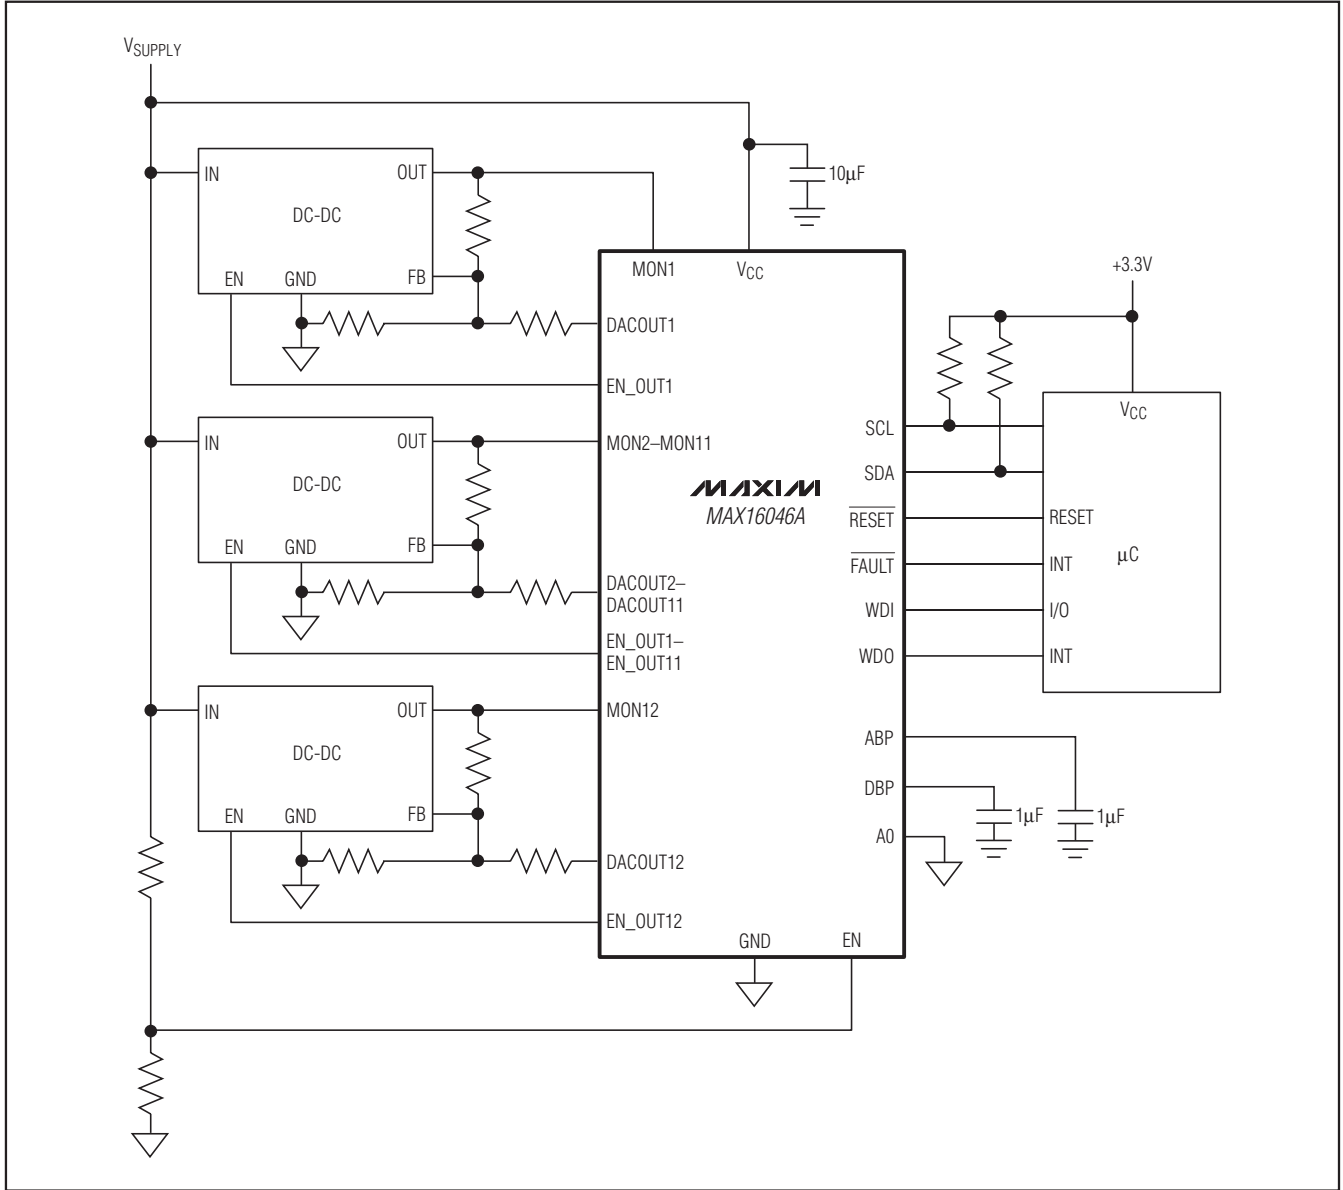 VSUPPLY
10µF
IN
OUT
DC-DC
EN
GND
FB
MON1
VCC
+3.3V
DACOUT1
EN_OUT1
VCC
IN
OUT
MON2–MON11
SCL
DC-DC
SDA
MAXIM
MAX16046A
RESET
RESET
EN
GND
FB
FAULT
INT
µC
DACOUT2–
DACOUT11
WDI
I/O
EN_OUT1–
EN_OUT11
WDO
INT
IN
OUT
MON12
DC-DC
ABP
DBP
EN
GND
FB
1µF
1µF
A0
DACOUT12
EN_OUT12
GND
EN